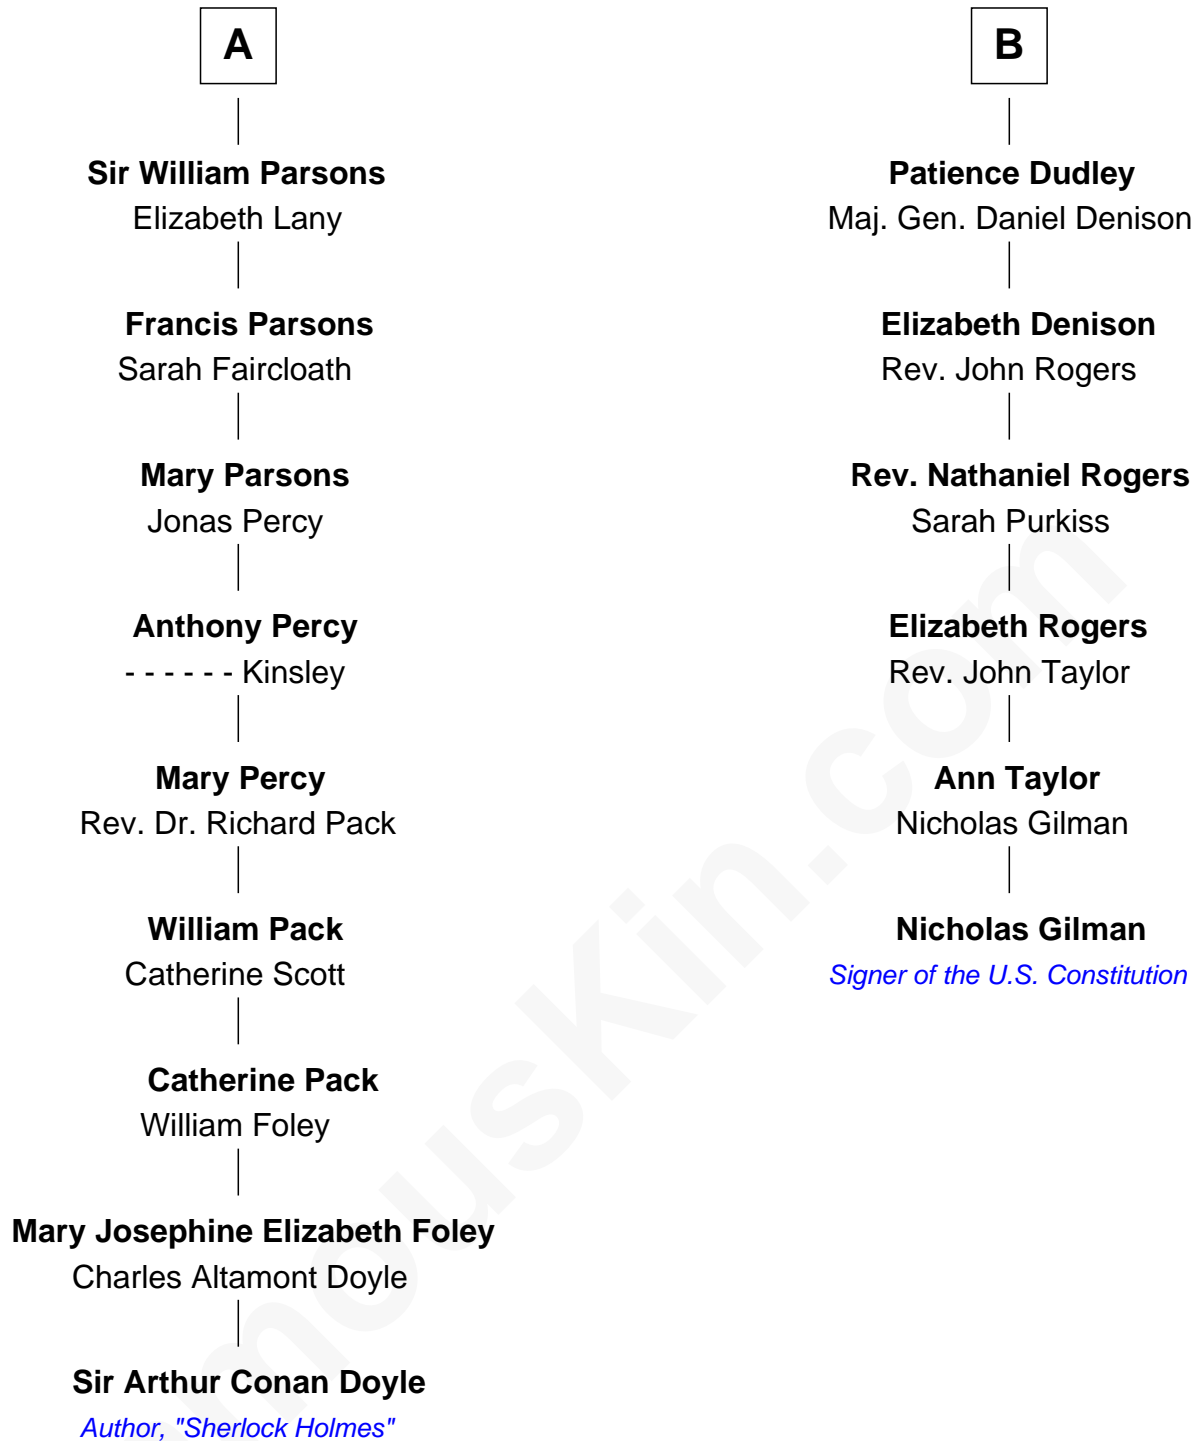 A
Sir William Parsons
Elizabeth Lany
Francis Parsons
Sarah Faircloath
Mary Parsons
Jonas Percy
Anthony Percy
- - - - - - Kinsley
Mary Percy
Rev. Dr. Richard Pack
William Pack
Catherine Scott
Catherine Pack
William Foley
Mary Josephine Elizabeth Foley
Charles Altamont Doyle
Sir Arthur Conan Doyle
Author, "Sherlock Holmes"
B
Patience Dudley
Maj. Gen. Daniel Denison
Elizabeth Denison
Rev. John Rogers
Rev. Nathaniel Rogers
Sarah Purkiss
Elizabeth Rogers
Rev. John Taylor
Ann Taylor
Nicholas Gilman
Nicholas Gilman
Signer of the U.S. Constitution
mousKin.com